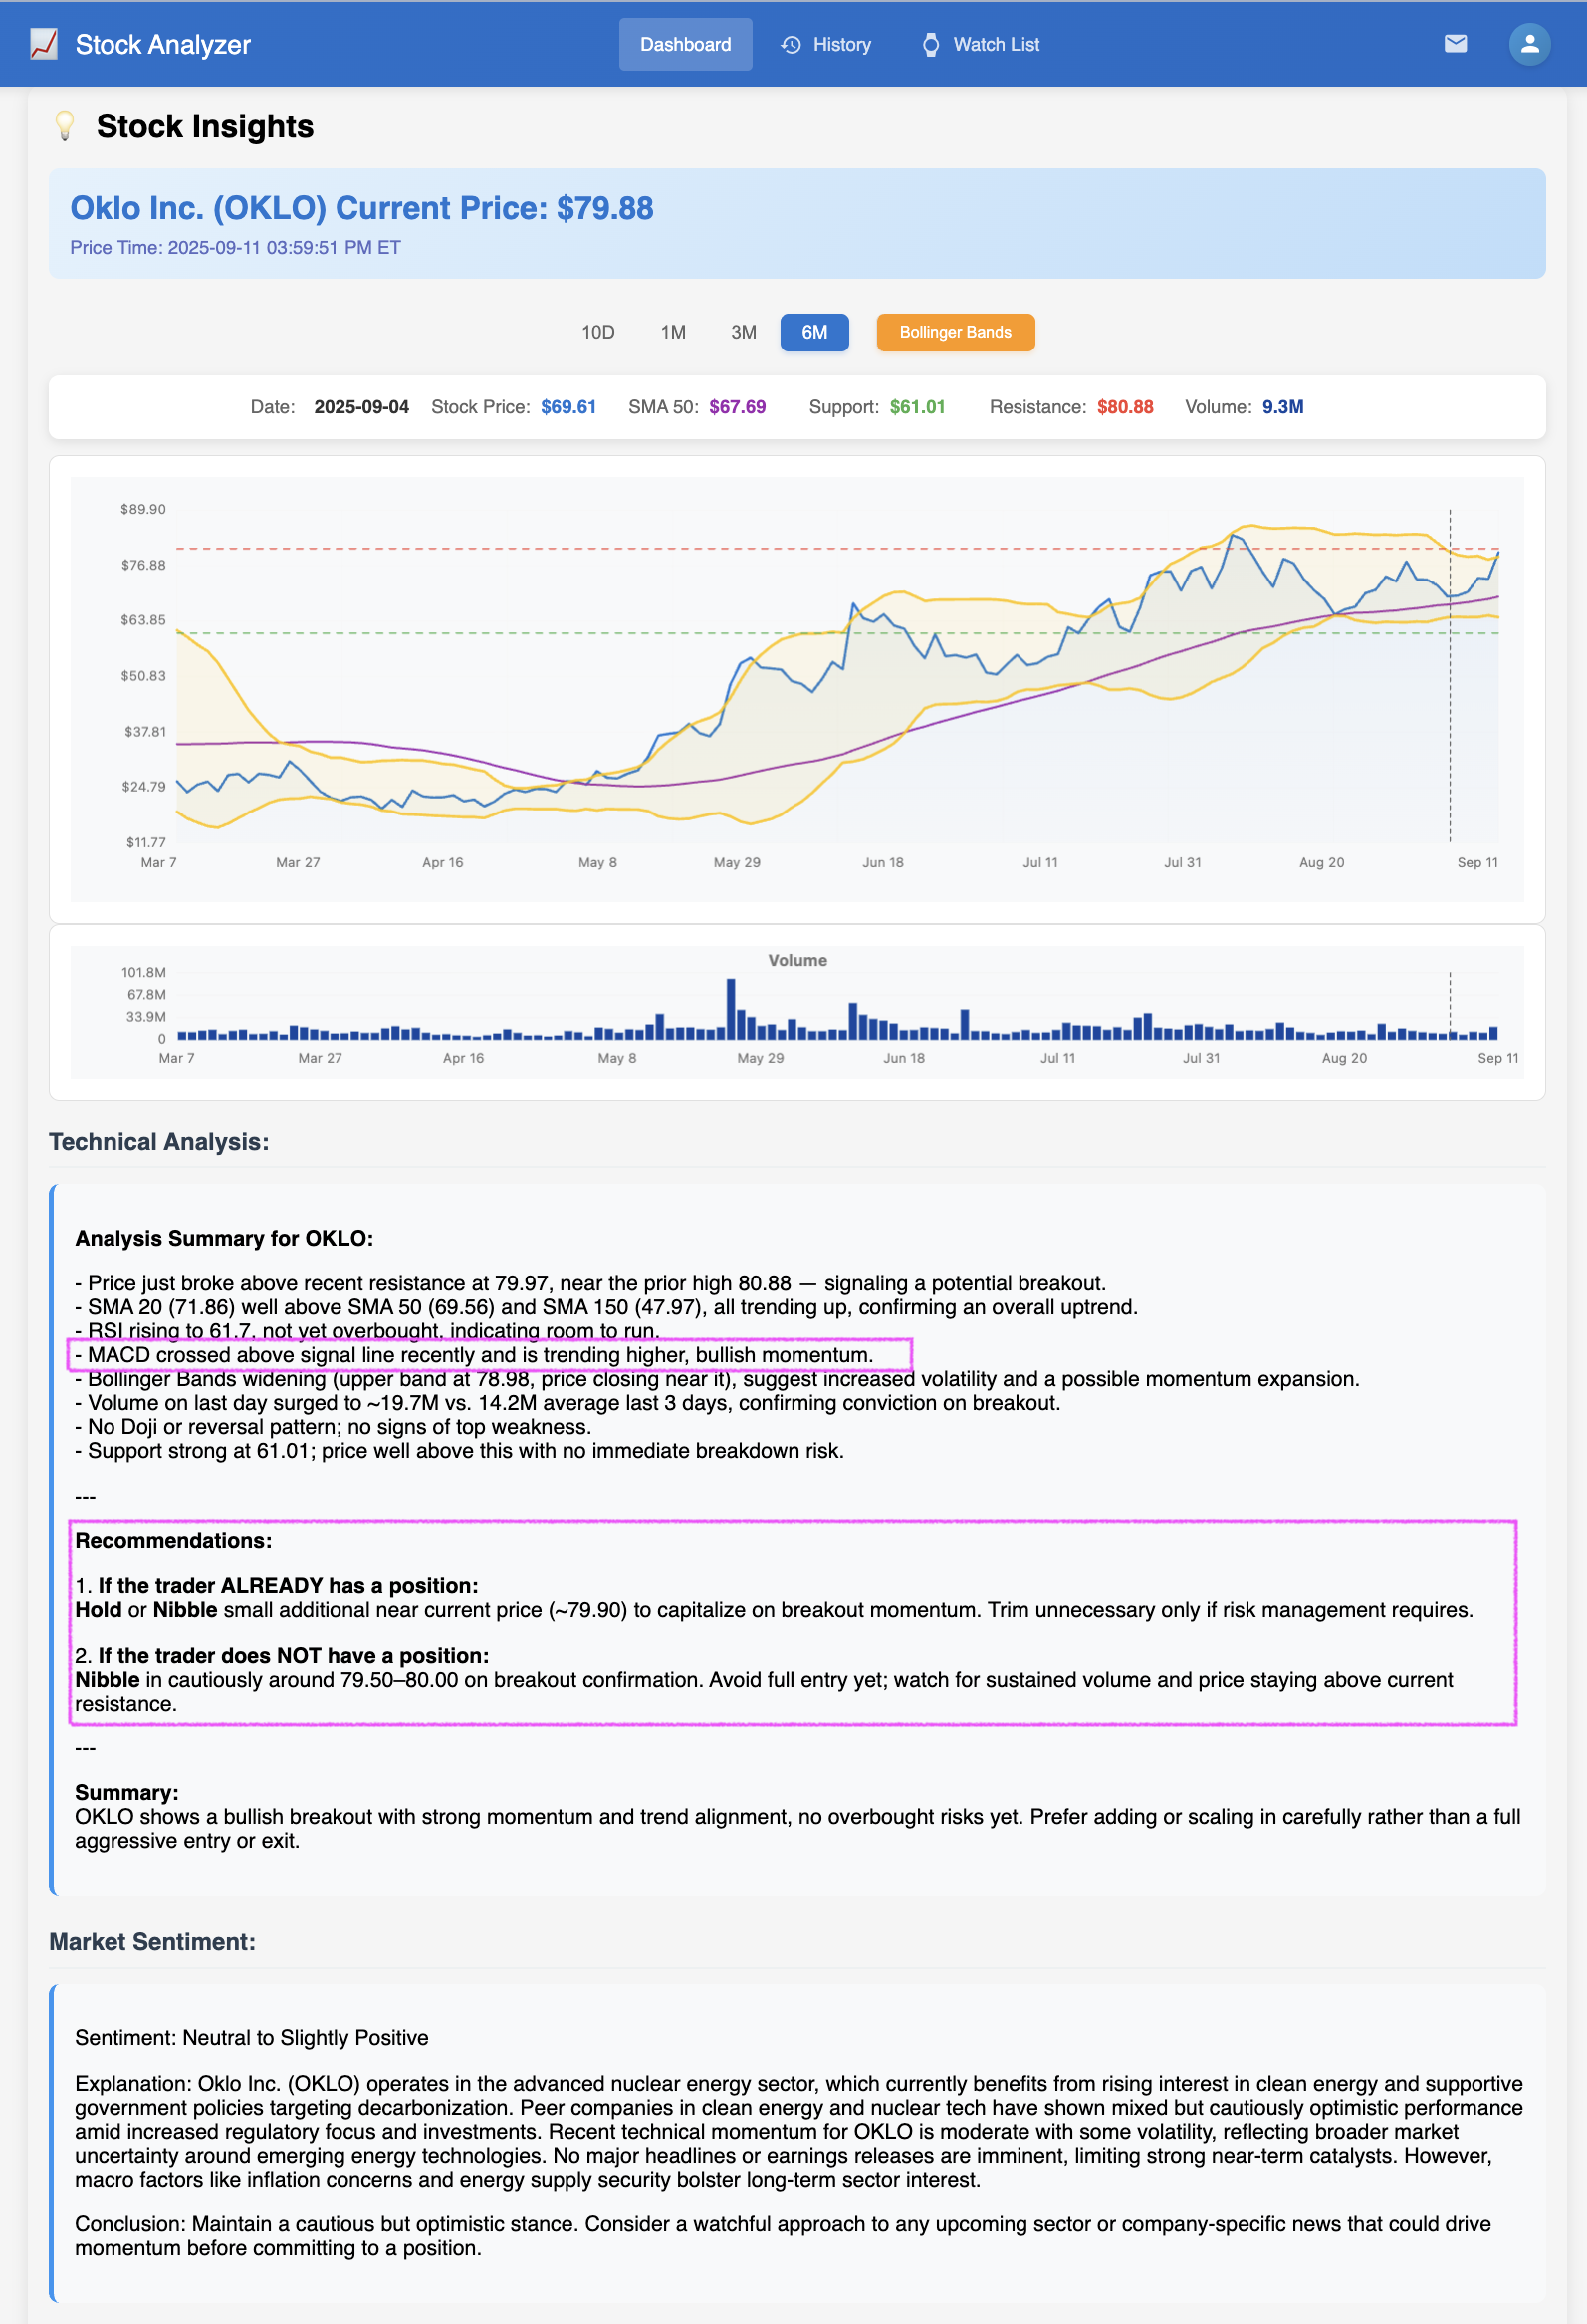 Stock Analyzer
Dashboard
History
Watch List
Stock Insights
Oklo Inc. (OKLO) Current Price: $79.88
Price Time: 2025-09-11 03:59:51 PM ET
10D 1M 3M 6M Bollinger Bands
Date: 2025-09-04 Stock Price: $69.61 SMA 50: $67.69 Support: $61.01 Resistance: $80.88 Volume: 9.3M
$89.90
$76.88
$63.85
$50.83
$37.81
$24.79
$11.77
Mar 7 Mar 27 Apr 16 May 8 May 29 Jun 18 Jul 11 Jul 31 Aug 20 Sep 11
Volume
101.8M
67.8M
33.9M
0
Mar 7 Mar 27 Apr 16 May 8 May 29 Jun 18 Jul 11 Jul 31 Aug 20 Sep 11
Technical Analysis:
Analysis Summary for OKLO:
- Price just broke above recent resistance at 79.97, near the prior high 80.88 — signaling a potential breakout.
- SMA 20 (71.86) well above SMA 50 (69.56) and SMA 150 (47.97), all trending up, confirming an overall uptrend.
- RSI rising to 61.7, not yet overbought, indicating room to run.
- MACD crossed above signal line recently and is trending higher, bullish momentum.
- Bollinger Bands widening (upper band at 78.98, price closing near it), suggest increased volatility and a possible momentum expansion.
- Volume on last day surged to ~19.7M vs. 14.2M average last 3 days, confirming conviction on breakout.
- No Doji or reversal pattern; no signs of top weakness.
- Support strong at 61.01; price well above this with no immediate breakdown risk.
---
Recommendations:
1. If the trader ALREADY has a position:
Hold or Nibble small additional near current price (~79.90) to capitalize on breakout momentum. Trim unnecessary only if risk management requires.
2. If the trader does NOT have a position:
Nibble in cautiously around 79.50–80.00 on breakout confirmation. Avoid full entry yet; watch for sustained volume and price staying above current
resistance.
---
Summary:
OKLO shows a bullish breakout with strong momentum and trend alignment, no overbought risks yet. Prefer adding or scaling in carefully rather than a full
aggressive entry or exit.
Market Sentiment:
Sentiment: Neutral to Slightly Positive
Explanation: Oklo Inc. (OKLO) operates in the advanced nuclear energy sector, which currently benefits from rising interest in clean energy and supportive
government policies targeting decarbonization. Peer companies in clean energy and nuclear tech have shown mixed but cautiously optimistic performance
amid increased regulatory focus and investments. Recent technical momentum for OKLO is moderate with some volatility, reflecting broader market
uncertainty around emerging energy technologies. No major headlines or earnings releases are imminent, limiting strong near-term catalysts. However,
macro factors like inflation concerns and energy supply security bolster long-term sector interest.
Conclusion: Maintain a cautious but optimistic stance. Consider a watchful approach to any upcoming sector or company-specific news that could drive
momentum before committing to a position.